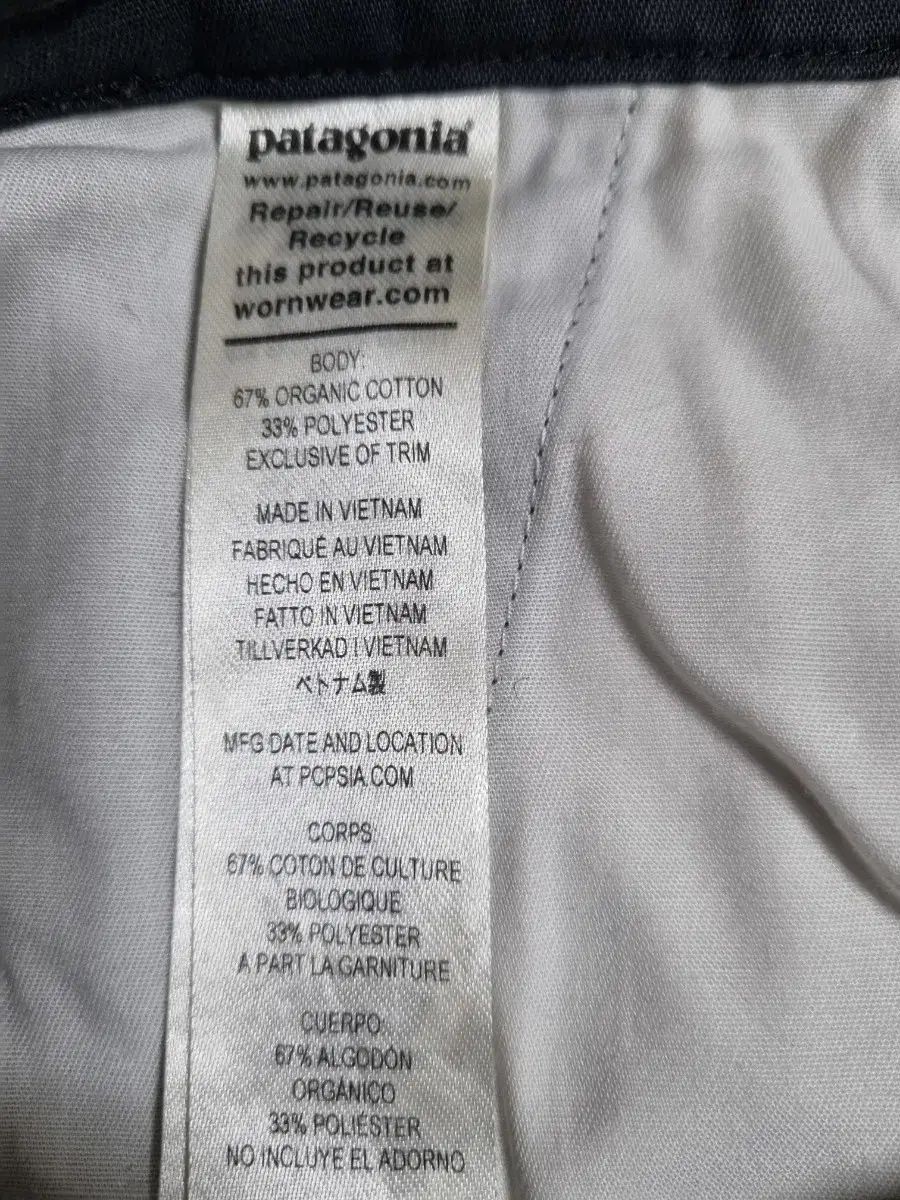 patagonia®
www.patagonia.com
Repair/Reuse/
Recycle
this product at
wornwear.com
BODY:
67% ORGANIC COTTON
33% POLYESTER
EXCLUSIVE OF TRIM
MADE IN VIETNAM
FABRIQUÉ AU VIETNAM
HECHO EN VIETNAM
FATTO IN VIETNAM
TILLVERKAD I VIETNAM
ベトナム製
MFG DATE AND LOCATION
AT PCPSIA.COM
CORPS:
67% COTON DE CULTURE
BIOLOGIQUE
33% POLYESTER
À PART LA GARNITURE
CUERPO:
67% ALGODÓN
ORGÁNICO
33% POLIÉSTER
NO INCLUYE EL ADORNO